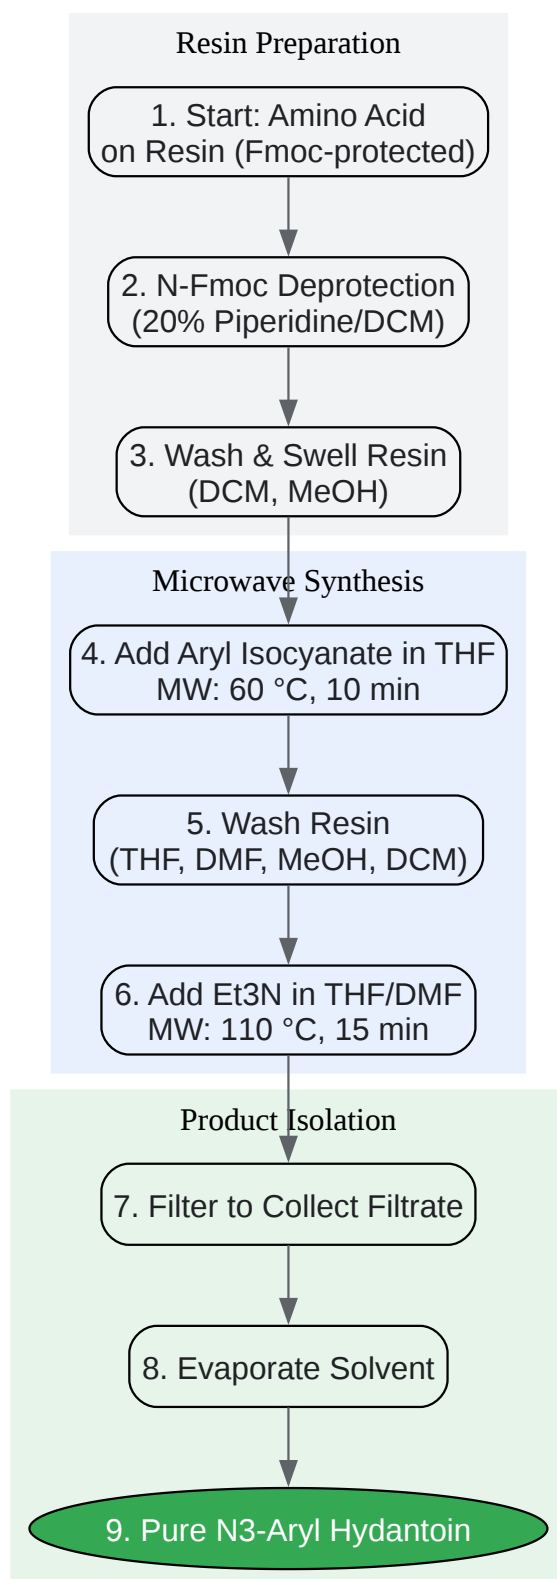 Resin Preparation
1. Start: Amino Acid
on Resin (Fmoc-protected)
2. N-Fmoc Deprotection
(20% Piperidine/DCM)
3. Wash & Swell Resin
(DCM, MeOH)
Microwave Synthesis
4. Add Aryl Isocyanate in THF
MW: 60 °C, 10 min
5. Wash Resin
(THF, DMF, MeOH, DCM)
6. Add Et3N in THF/DMF
MW: 110 °C, 15 min
Product Isolation
7. Filter to Collect Filtrate
8. Evaporate Solvent
9. Pure N3-Aryl Hydantoin